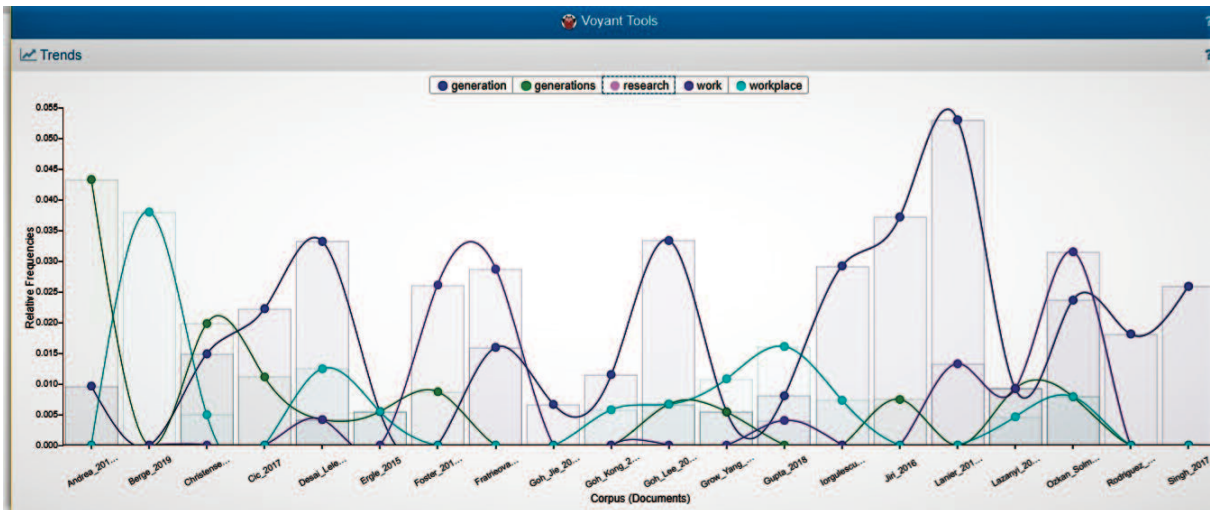 Voyant Tools
?
Trends
?
generation generations research work workplace
0.055
0.050
0.045
0.040
0.035
0.030
0.025
0.020
0.015
0.010
0.005
0.000
Relative Frequencies
Andrea_201...
Berge_2019
Christense...
Cic_2017
Desai_Lele...
Ergle_2015
Foster_201...
Fratrieova...
Goh_Jie_20...
Goh_Kong_2...
Goh_Lee_20...
Grow_Yang_...
Gupta_2018
Iorgulescu...
Jiri_2016
Lanier_201...
Lazanyi_20...
Ozkan_Solm...
Rodriguez_...
Singh_2017
Corpus (Documents)